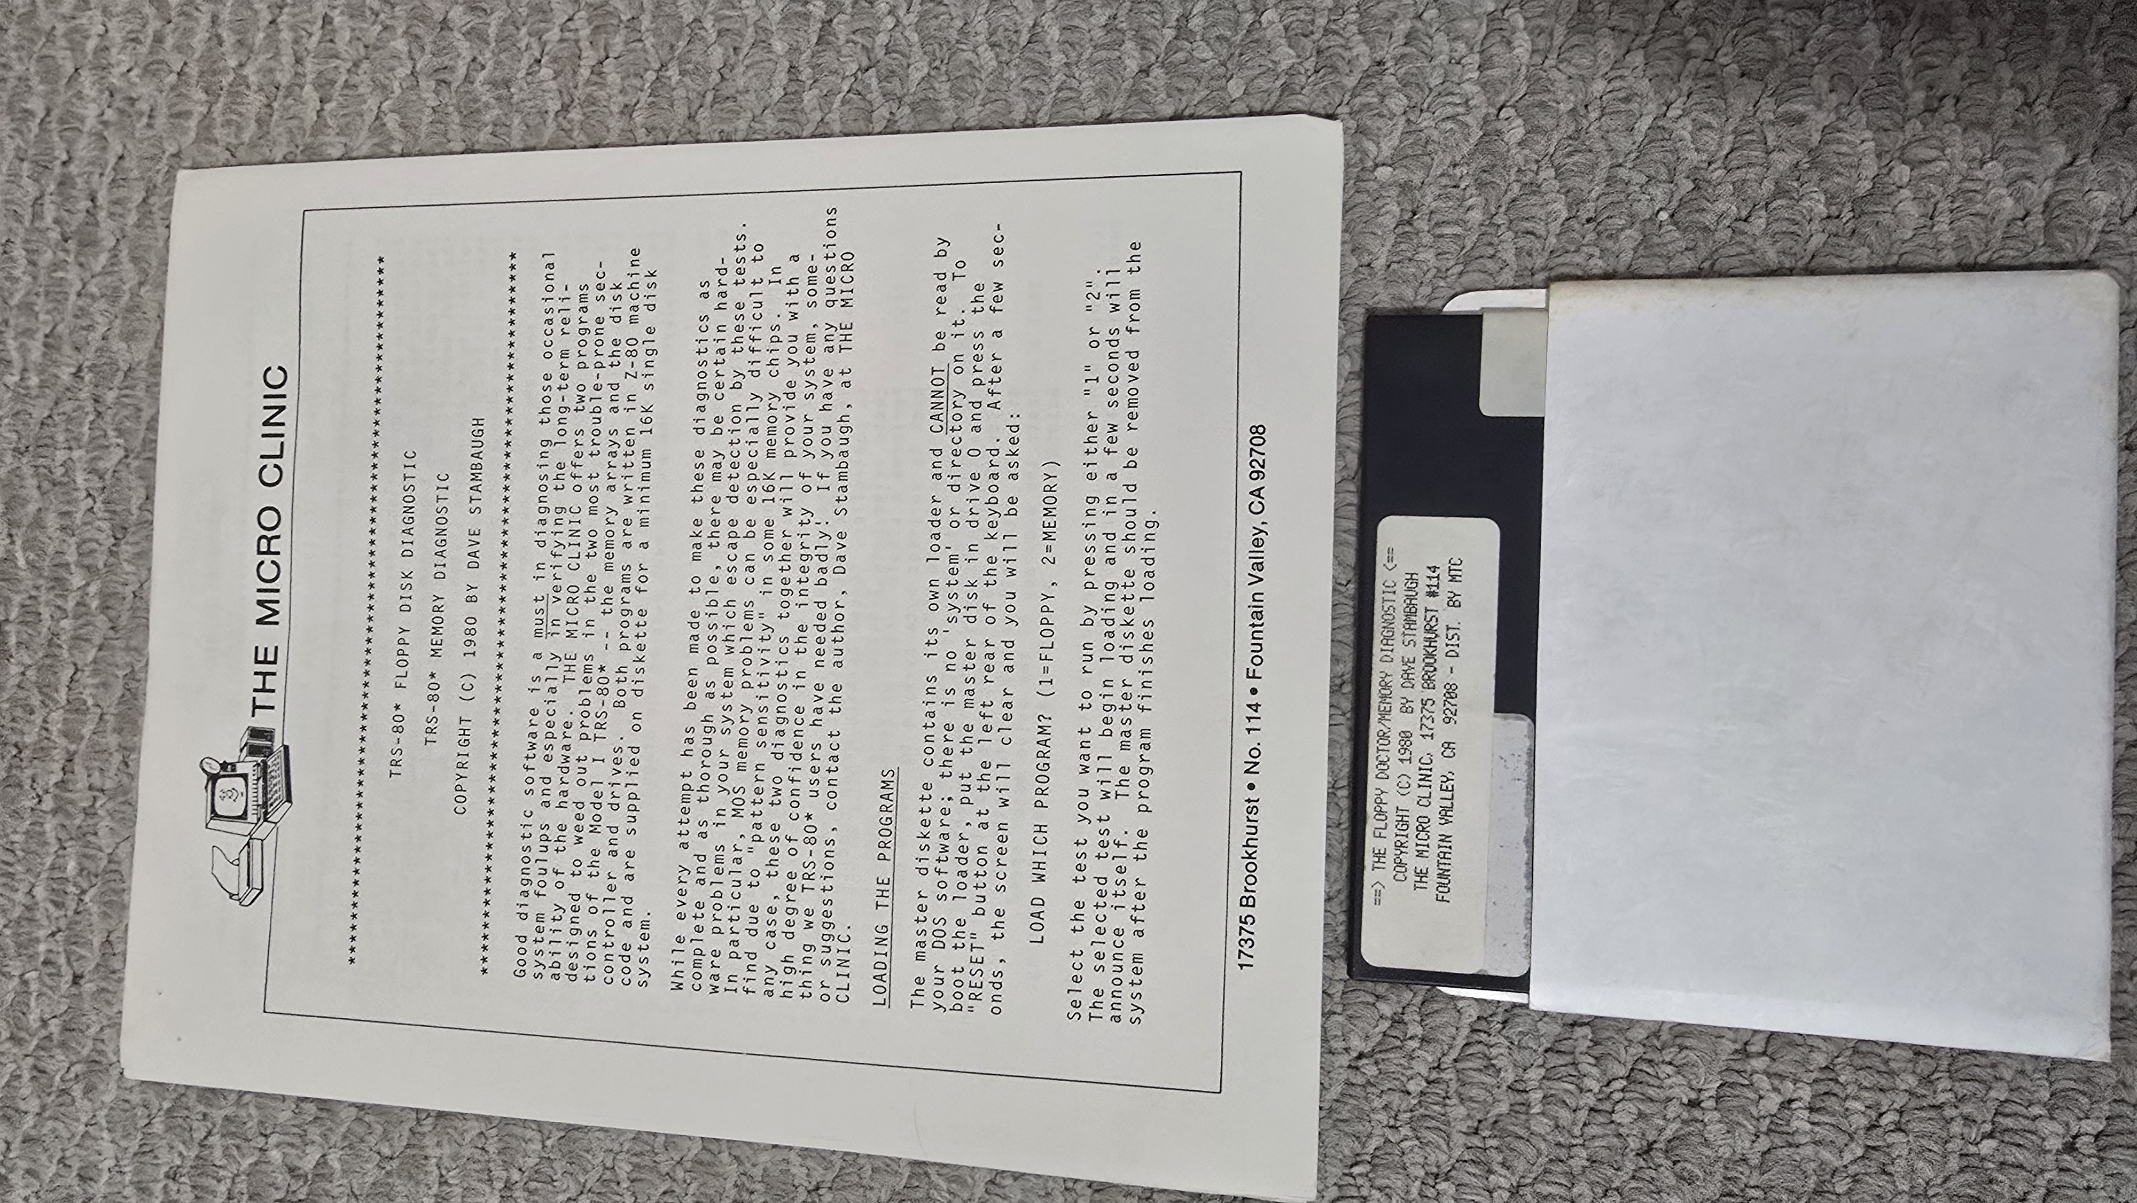 THE MICRO CLINIC
**************************************************
TRS-80* FLOPPY DISK DIAGNOSTIC
TRS-80* MEMORY DIAGNOSTIC
COPYRIGHT (C) 1980 BY DAVE STAMBAUGH
**************************************************
Good diagnostic software is a must in diagnosing those occasional
system foulups and especially in verifying the long-term reli-
ability of the hardware. THE MICRO CLINIC offers two programs
designed to weed out problems in the two most trouble-prone sec-
tions of the Model I TRS-80* -- the memory arrays and the disk
controller and drives. Both programs are written in Z-80 machine
code and are supplied on diskette for a minimum 16K single disk
system.
While every attempt has been made to make these diagnostics as
complete and as thorough as possible, there may be certain hard-
ware problems in your system which escape detection by these tests.
In particular, MOS memory problems can be especially difficult to
find due to "pattern sensitivity" in some 16K memory chips. In
any case, these two diagnostics together will provide you with a
high degree of confidence in the integrity of your system, some-
thing we TRS-80* users have needed badly! If you have any questions
or suggestions, contact the author, Dave Stambaugh, at THE MICRO
CLINIC.
LOADING THE PROGRAMS
The master diskette contains its own loader and CANNOT be read by
your DOS software; there is no 'system' or directory on it. To
boot the loader, put the master disk in drive 0 and press the
"RESET" button at the left rear of the keyboard. After a few sec-
onds, the screen will clear and you will be asked:
LOAD WHICH PROGRAM? (1=FLOPPY, 2=MEMORY)
Select the test you want to run by pressing either "1" or "2".
The selected test will begin loading and in a few seconds will
announce itself. The master diskette should be removed from the
system after the program finishes loading.
17375 Brookhurst • No. 114 • Fountain Valley, CA 92708
==> THE FLOPPY DOCTOR/MEMORY DIAGNOSTIC <==
COPYRIGHT (C) 1980 BY DAVE STAMBAUGH
THE MICRO CLINIC, 17375 BROOKHURST #114
FOUNTAIN VALLEY, CA 92708 - DIST. BY MTC